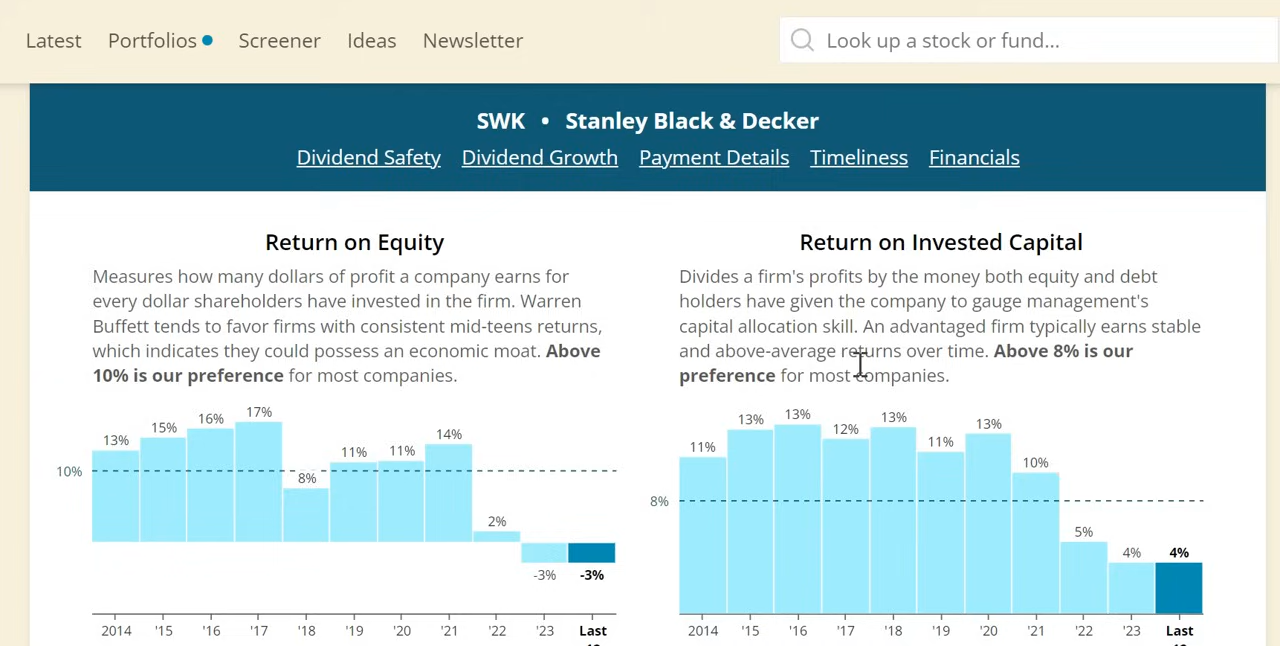 Latest Portfolios Screener Ideas Newsletter Look up a stock or fund...
SWK • Stanley Black & Decker
Dividend Safety Dividend Growth Payment Details Timeliness Financials
Return on Equity
Measures how many dollars of profit a company earns for
every dollar shareholders have invested in the firm. Warren
Buffett tends to favor firms with consistent mid-teens returns,
which indicates they could possess an economic moat. Above
10% is our preference for most companies.
13% 15% 16% 17% 8% 11% 11% 14% 2% -3% -3%
10%
2014 '15 '16 '17 '18 '19 '20 '21 '22 '23 Last
Return on Invested Capital
Divides a firm's profits by the money both equity and debt
holders have given the company to gauge management's
capital allocation skill. An advantaged firm typically earns stable
and above-average returns over time. Above 8% is our
preference for most companies.
11% 13% 13% 12% 13% 11% 13% 10% 5% 4% 4%
8%
2014 '15 '16 '17 '18 '19 '20 '21 '22 '23 Last